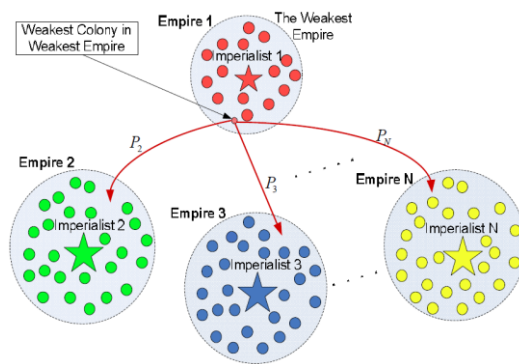 Empire 1
The Weakest
Empire
Weakest Colony in
Weakest Empire
Imperialist 1
P2
P3
PN
Empire 2
Imperialist 2
Empire 3
Imperialist 3
Empire N
Imperialist N